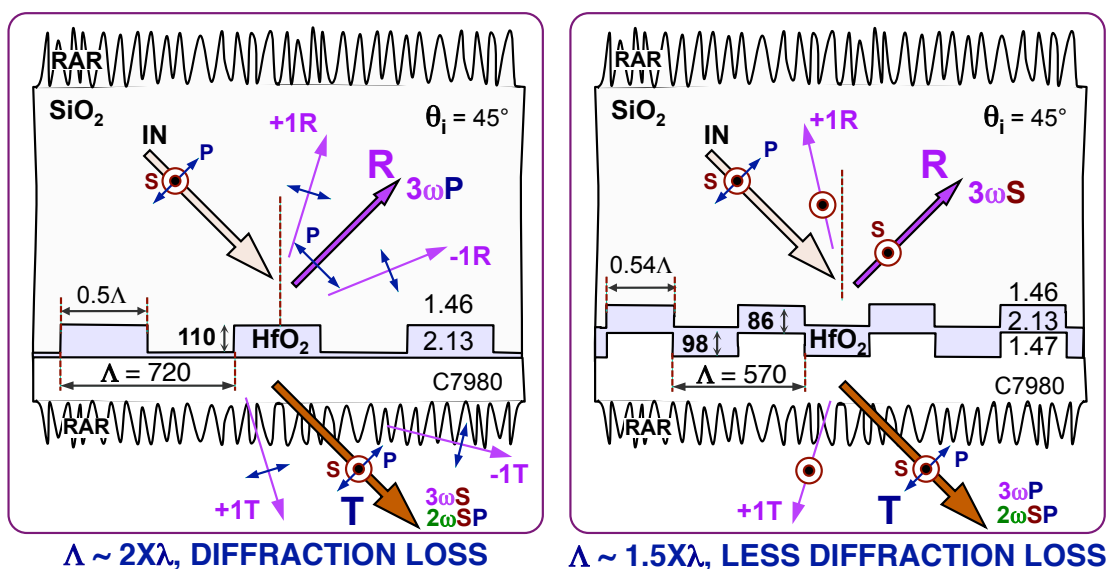 RAR
SiO₂
+1R
θi = 45°
IN
P
S
R
3ωP
P
-1R
0.5Λ
1.46
110
HfO₂
2.13
Λ = 720
C7980
RAR
S
P
-1T
+1T
T
3ωS
2ωSP
Λ ~ 2Xλ, DIFFRACTION LOSS
RAR
SiO₂
+1R
θi = 45°
IN
P
S
R
3ωS
S
0.54Λ
1.46
86
2.13
98
HfO₂
1.47
Λ = 570
C7980
RAR
S
P
+1T
T
3ωP
2ωSP
Λ ~ 1.5Xλ, LESS DIFFRACTION LOSS